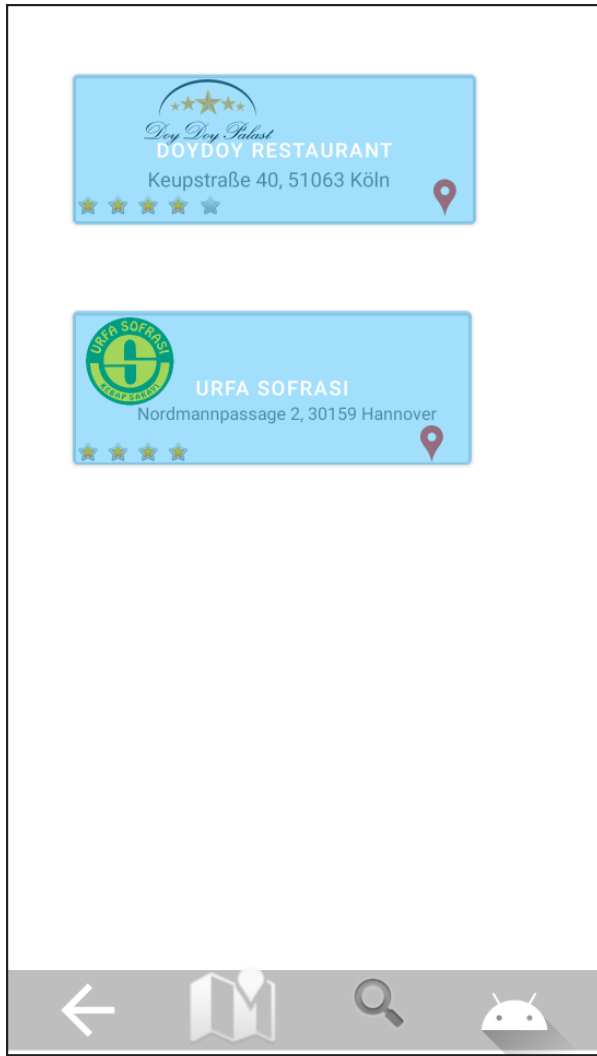 Doy Doy Palast
DOYDOY RESTAURANT
Keupstraße 40, 51063 Köln
URFA SOFRASI
KEBAP SARAYI
URFA SOFRASI
Nordmannpassage 2, 30159 Hannover